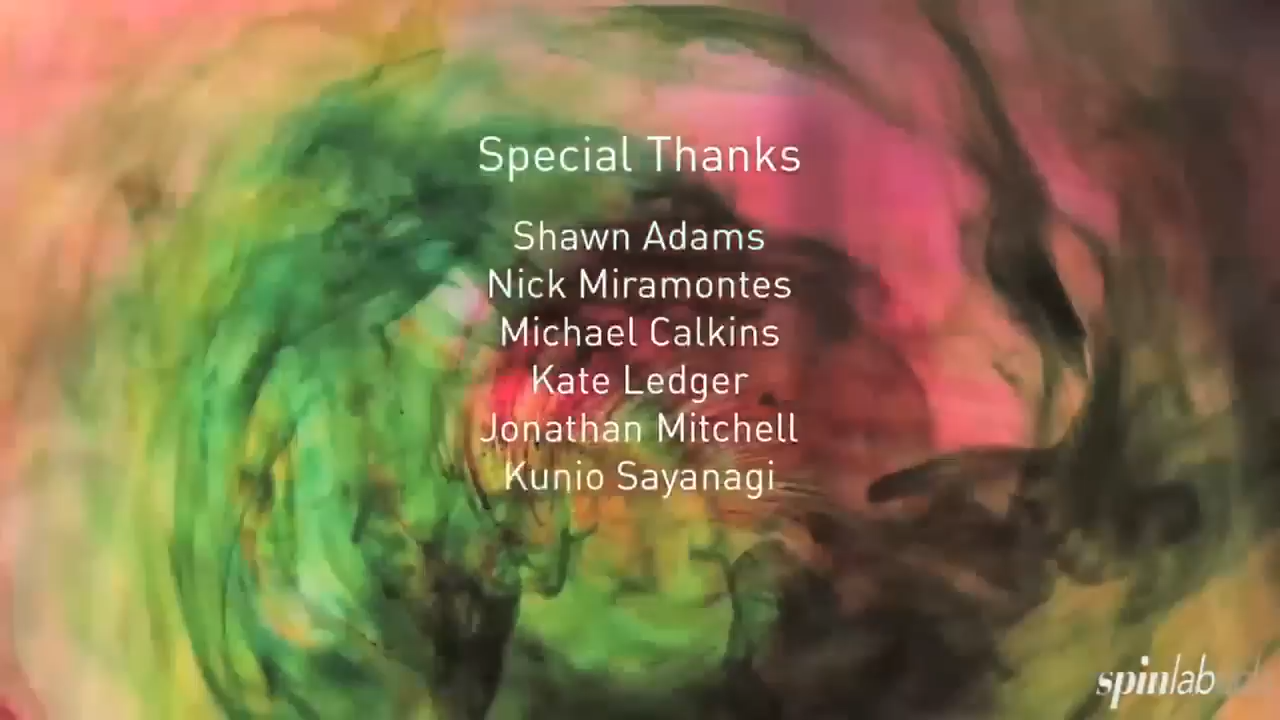 Special Thanks
Shawn Adams
Nick Miramontes
Michael Calkins
Kate Ledger
Jonathan Mitchell
Kunio Sayanagi
spinlab